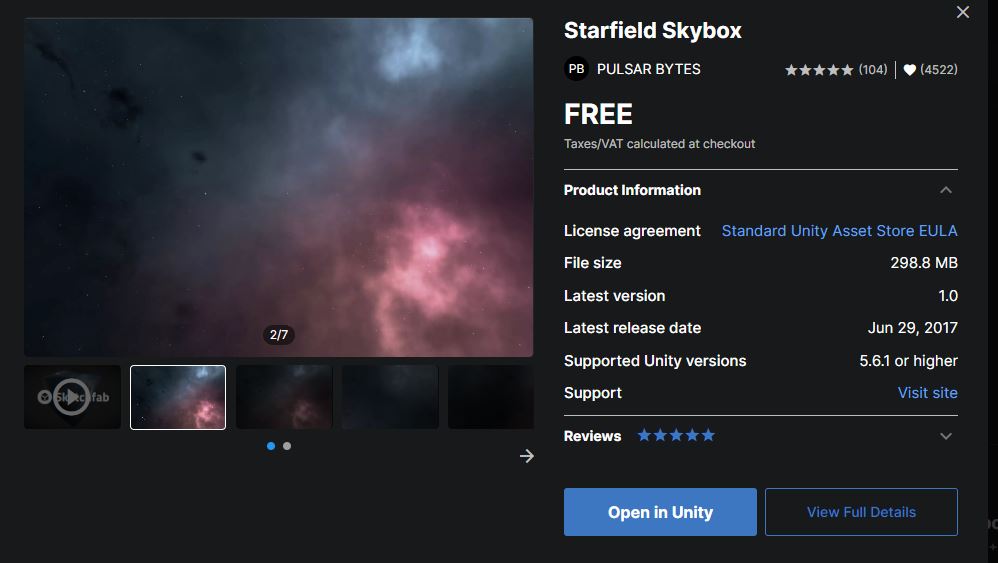 Starfield Skybox
PB PULSAR BYTES (104) (4522)
FREE
Taxes/VAT calculated at checkout
Product Information
License agreement Standard Unity Asset Store EULA
File size 298.8 MB
Latest version 1.0
Latest release date Jun 29, 2017
Supported Unity versions 5.6.1 or higher
Support Visit site
Reviews
Open in Unity View Full Details
2/7
Sketchfab